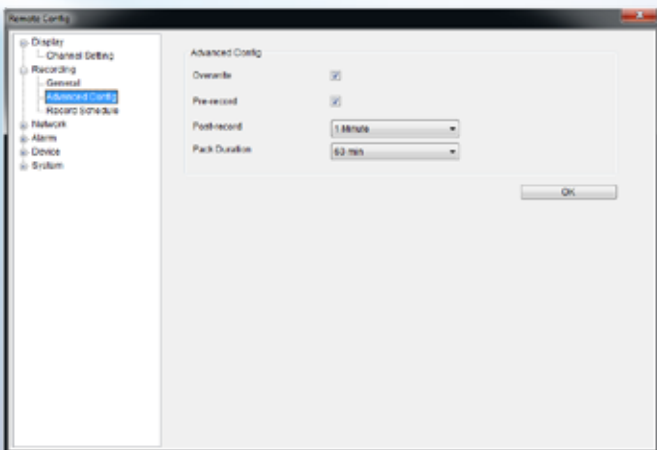 Remote Config
Display
Channel Setting
Recording
General
Advanced Config
Record Schedule
Network
Alarm
Device
System
Advanced Config
Overwrite
Pre-record
Post-record
1 Minute
Pack Duration
60 min
OK